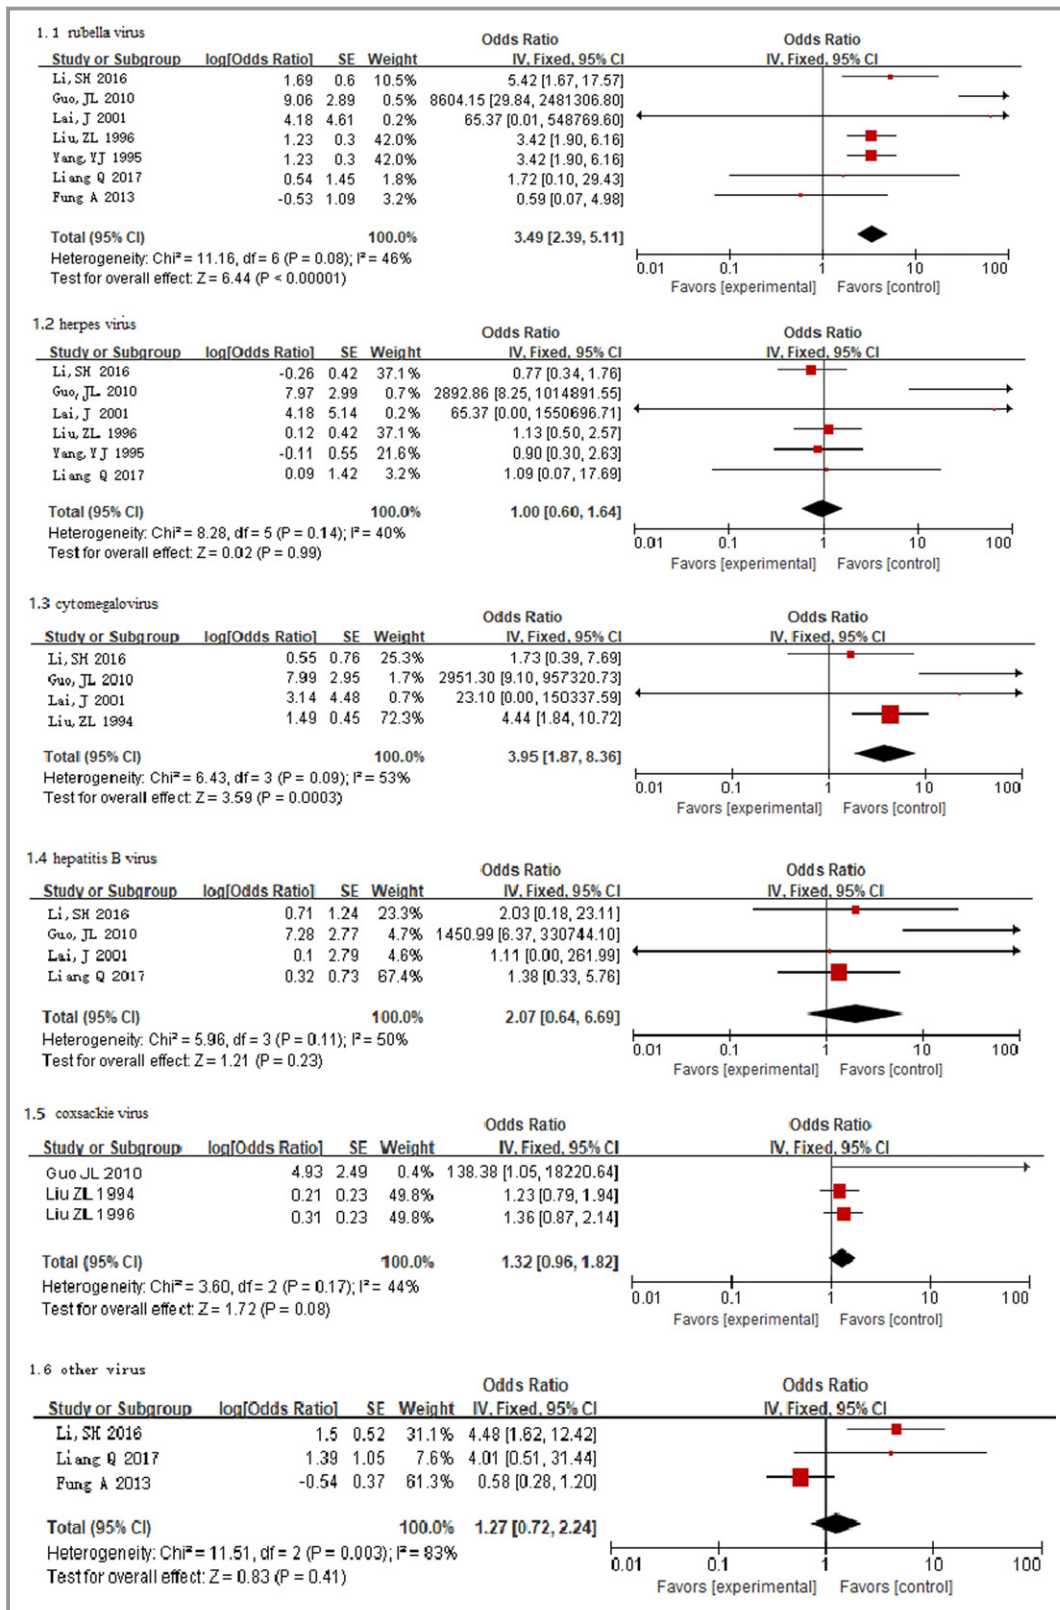 1. 1 rubella virus
Odds Ratio Odds Ratio
Study or Subgroup log[Odds Ratio] SE Weight IV, Fixed, 95% CI IV, Fixed, 95% CI
Li, SH 2016 1.69 0.6 10.5% 5.42 [1.67, 17.57]
Guo, JL 2010 9.06 2.89 0.5% 8604.15 [29.84, 2481306.80]
Lai, J 2001 4.18 4.61 0.2% 65.37 [0.01, 548769.60]
Liu, ZL 1996 1.23 0.3 42.0% 3.42 [1.90, 6.16]
Yang, YJ 1995 1.23 0.3 42.0% 3.42 [1.90, 6.16]
Liang Q 2017 0.54 1.45 1.8% 1.72 [0.10, 29.43]
Fung A 2013 -0.53 1.09 3.2% 0.59 [0.07, 4.98]
Total (95% CI) 100.0% 3.49 [2.39, 5.11]
Heterogeneity: Chi² = 11.16, df = 6 (P = 0.08); I² = 46%
Test for overall effect: Z = 6.44 (P < 0.00001)
0.01 0.1 1 10 100
Favors [experimental] Favors [control]
1.2 herpes virus
Odds Ratio Odds Ratio
Study or Subgroup log[Odds Ratio] SE Weight IV, Fixed, 95% CI IV, Fixed, 95% CI
Li, SH 2016 -0.26 0.42 37.1% 0.77 [0.34, 1.76]
Guo, JL 2010 7.97 2.99 0.7% 2892.86 [8.25, 1014891.55]
Lai, J 2001 4.18 5.14 0.2% 65.37 [0.00, 1550696.71]
Liu, ZL 1996 0.12 0.42 37.1% 1.13 [0.50, 2.57]
Yang, YJ 1995 -0.11 0.55 21.6% 0.90 [0.30, 2.63]
Liang Q 2017 0.09 1.42 3.2% 1.09 [0.07, 17.69]
Total (95% CI) 100.0% 1.00 [0.60, 1.64]
Heterogeneity: Chi² = 8.28, df = 5 (P = 0.14); I² = 40%
Test for overall effect: Z = 0.02 (P = 0.99)
0.01 0.1 1 10 100
Favors [experimental] Favors [control]
1.3 cytomegalovirus
Odds Ratio Odds Ratio
Study or Subgroup log[Odds Ratio] SE Weight IV, Fixed, 95% CI IV, Fixed, 95% CI
Li, SH 2016 0.55 0.76 25.3% 1.73 [0.39, 7.69]
Guo, JL 2010 7.99 2.95 1.7% 2951.30 [9.10, 957320.73]
Lai, J 2001 3.14 4.48 0.7% 23.10 [0.00, 150337.59]
Liu, ZL 1994 1.49 0.45 72.3% 4.44 [1.84, 10.72]
Total (95% CI) 100.0% 3.95 [1.87, 8.36]
Heterogeneity: Chi² = 6.43, df = 3 (P = 0.09); I² = 53%
Test for overall effect: Z = 3.59 (P = 0.0003)
0.01 0.1 1 10 100
Favors [experimental] Favors [control]
1.4 hepatitis B virus
Odds Ratio Odds Ratio
Study or Subgroup log[Odds Ratio] SE Weight IV, Fixed, 95% CI IV, Fixed, 95% CI
Li, SH 2016 0.71 1.24 23.3% 2.03 [0.18, 23.11]
Guo, JL 2010 7.28 2.77 4.7% 1450.99 [6.37, 330744.10]
Lai, J 2001 0.1 2.79 4.6% 1.11 [0.00, 261.99]
Liang Q 2017 0.32 0.73 67.4% 1.38 [0.33, 5.76]
Total (95% CI) 100.0% 2.07 [0.64, 6.69]
Heterogeneity: Chi² = 5.96, df = 3 (P = 0.11); I² = 50%
Test for overall effect: Z = 1.21 (P = 0.23)
0.01 0.1 1 10 100
Favors [experimental] Favors [control]
1.5 coxsackie virus
Odds Ratio Odds Ratio
Study or Subgroup log[Odds Ratio] SE Weight IV, Fixed, 95% CI IV, Fixed, 95% CI
Guo JL 2010 4.93 2.49 0.4% 138.38 [1.05, 18220.64]
Liu ZL 1994 0.21 0.23 49.8% 1.23 [0.79, 1.94]
Liu ZL 1996 0.31 0.23 49.8% 1.36 [0.87, 2.14]
Total (95% CI) 100.0% 1.32 [0.96, 1.82]
Heterogeneity: Chi² = 3.60, df = 2 (P = 0.17); I² = 44%
Test for overall effect: Z = 1.72 (P = 0.08)
0.01 0.1 1 10 100
Favors [experimental] Favors [control]
1.6 other virus
Odds Ratio Odds Ratio
Study or Subgroup log[Odds Ratio] SE Weight IV, Fixed, 95% CI IV, Fixed, 95% CI
Li, SH 2016 1.5 0.52 31.1% 4.48 [1.62, 12.42]
Liang Q 2017 1.39 1.05 7.6% 4.01 [0.51, 31.44]
Fung A 2013 -0.54 0.37 61.3% 0.58 [0.28, 1.20]
Total (95% CI) 100.0% 1.27 [0.72, 2.24]
Heterogeneity: Chi² = 11.51, df = 2 (P = 0.003); I² = 83%
Test for overall effect: Z = 0.83 (P = 0.41)
0.01 0.1 1 10 100
Favors [experimental] Favors [control]